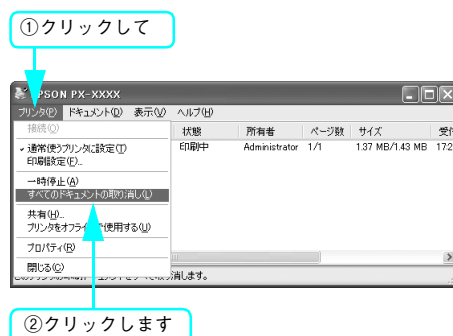 ①クリックして
EPSON PX-XXXX
プリンタ(P) ドキュメント(D) 表示(V) ヘルプ(H)
接続(O)
状態 所有者 ページ数 サイズ
✓通常使うプリンタに設定(T)
印刷中 Administrator 1/1 1.37 MB/1.43 MB
印刷設定(F)...
一時停止(A)
すべてのドキュメントの取り消し(L)
共有(H)...
プリンタをオフラインで使用する(U)
プロパティ(R)
閉じる(C)
消します。
②クリックします